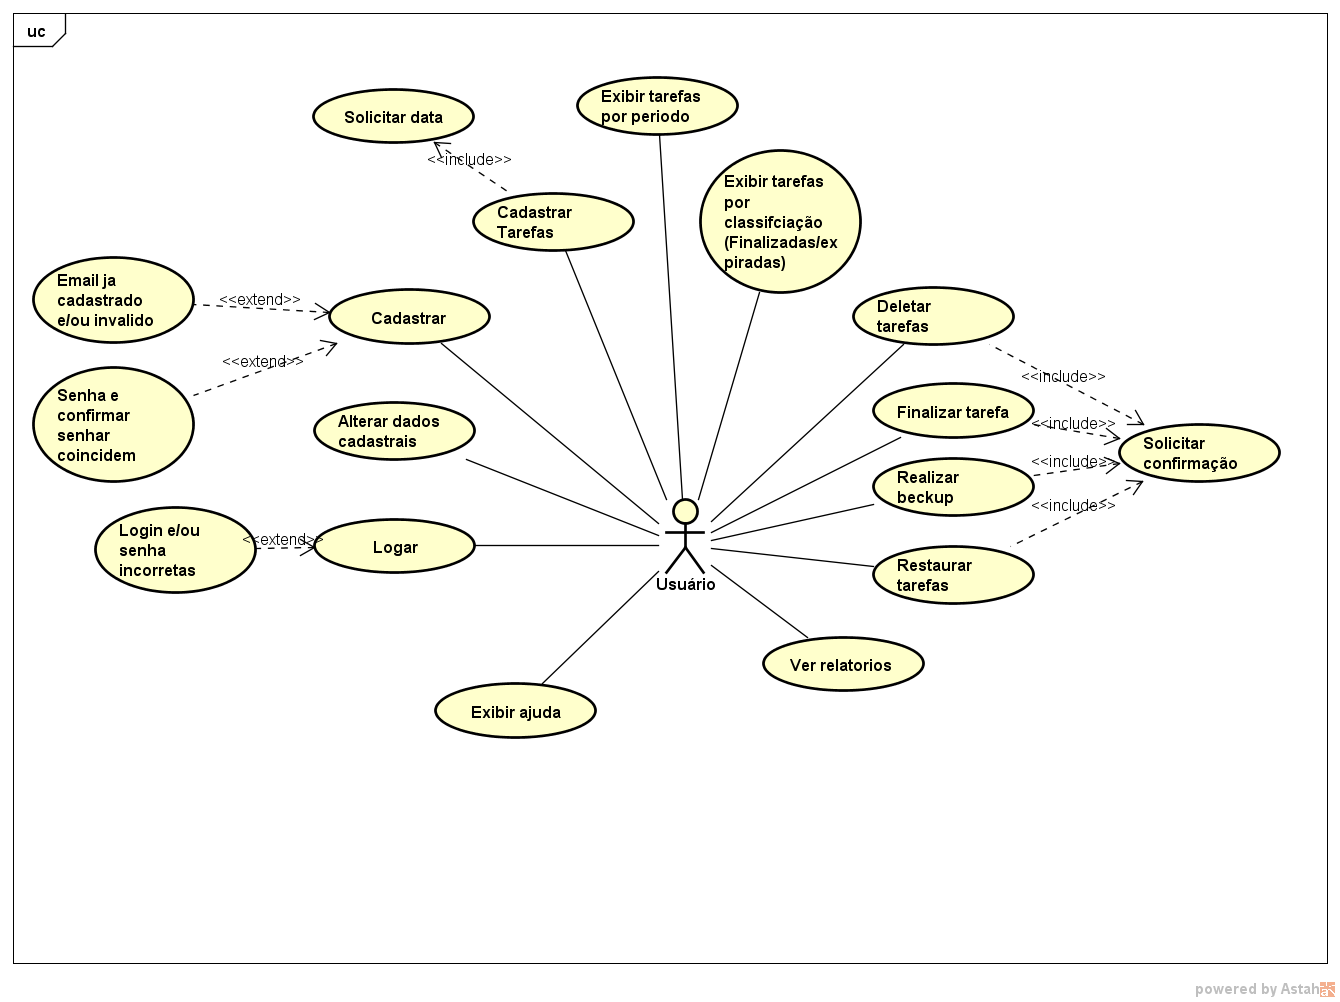 uc
Solicitar data
<<include>>
Cadastrar
Tarefas
Exibir tarefas
por periodo
Exibir tarefas
por
classifciação
(Finalizadas/ex
piradas)
Email ja
cadastrado
e/ou invalido
<<extend>>
Cadastrar
Senha e
confirmar
senhar
coincidem
<<extend>>
Alterar dados
cadastrais
Login e/ou
senha
incorretas
<<extend>>
Logar
Exibir ajuda
Usuário
Deletar
tarefas
<<include>>
Finalizar tarefa
<<include>>
Solicitar
confirmação
Realizar
beckup
<<include>>
Restaurar
tarefas
<<include>>
Ver relatorios
powered by Astah